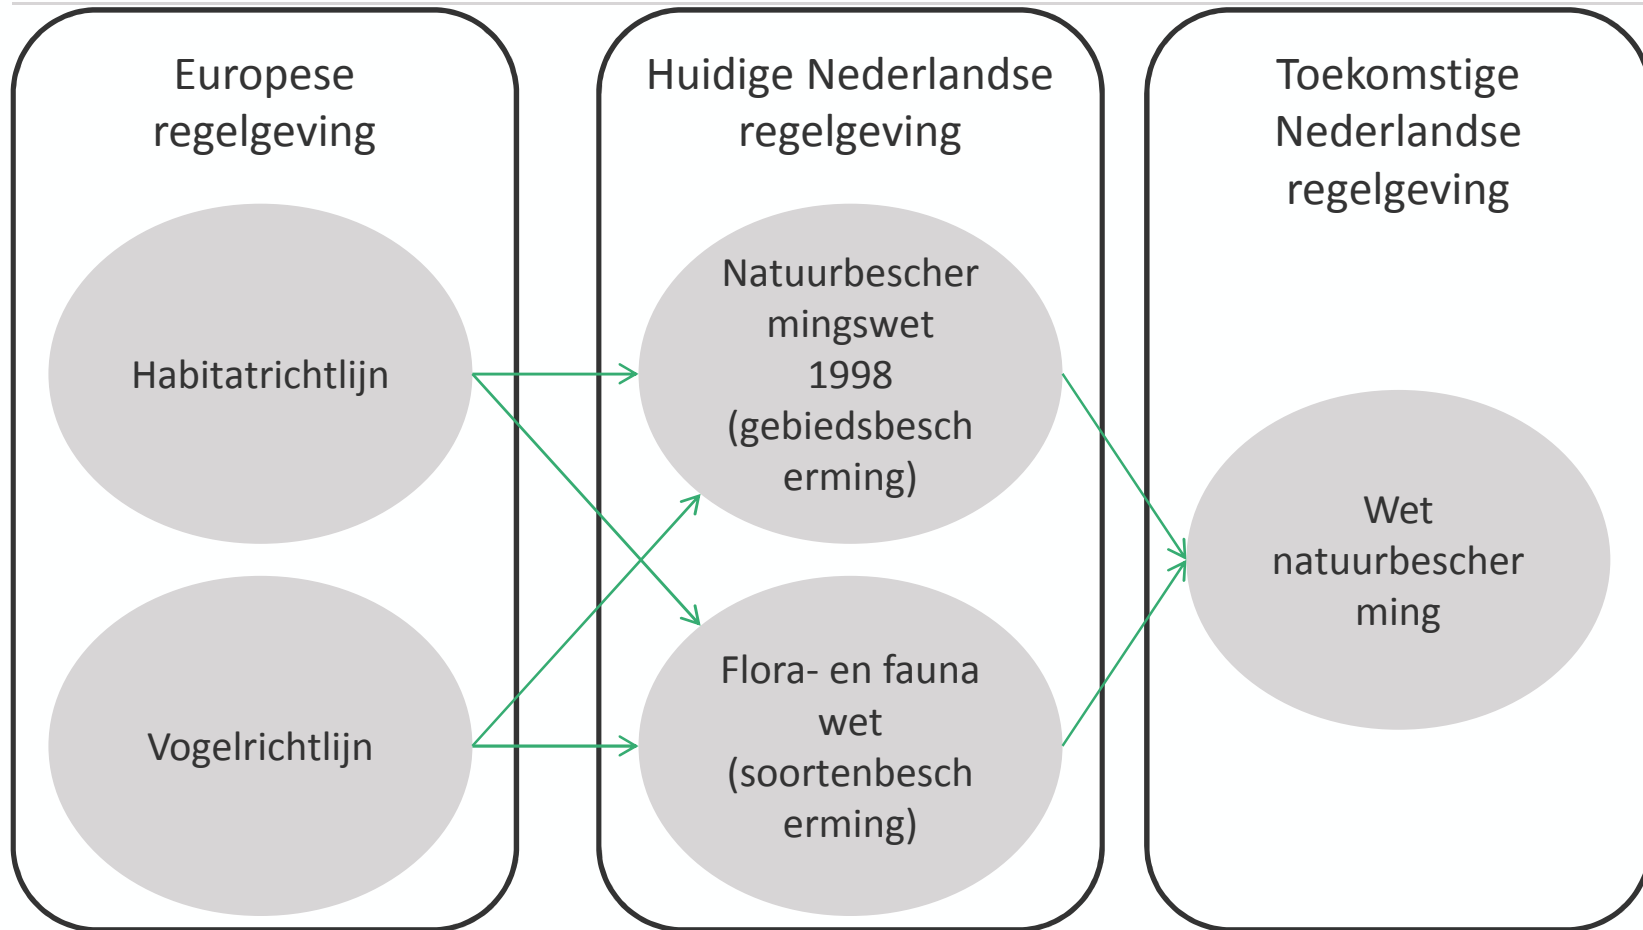 Europese
regelgeving
Habitatrichtlijn
Vogelrichtlijn
Huidige Nederlandse
regelgeving
Natuurbescher
mingswet
1998
(gebiedsbesch
erming)
Flora- en fauna
wet
(soortenbesch
erming)
Toekomstige
Nederlandse
regelgeving
Wet
natuurbescher
ming